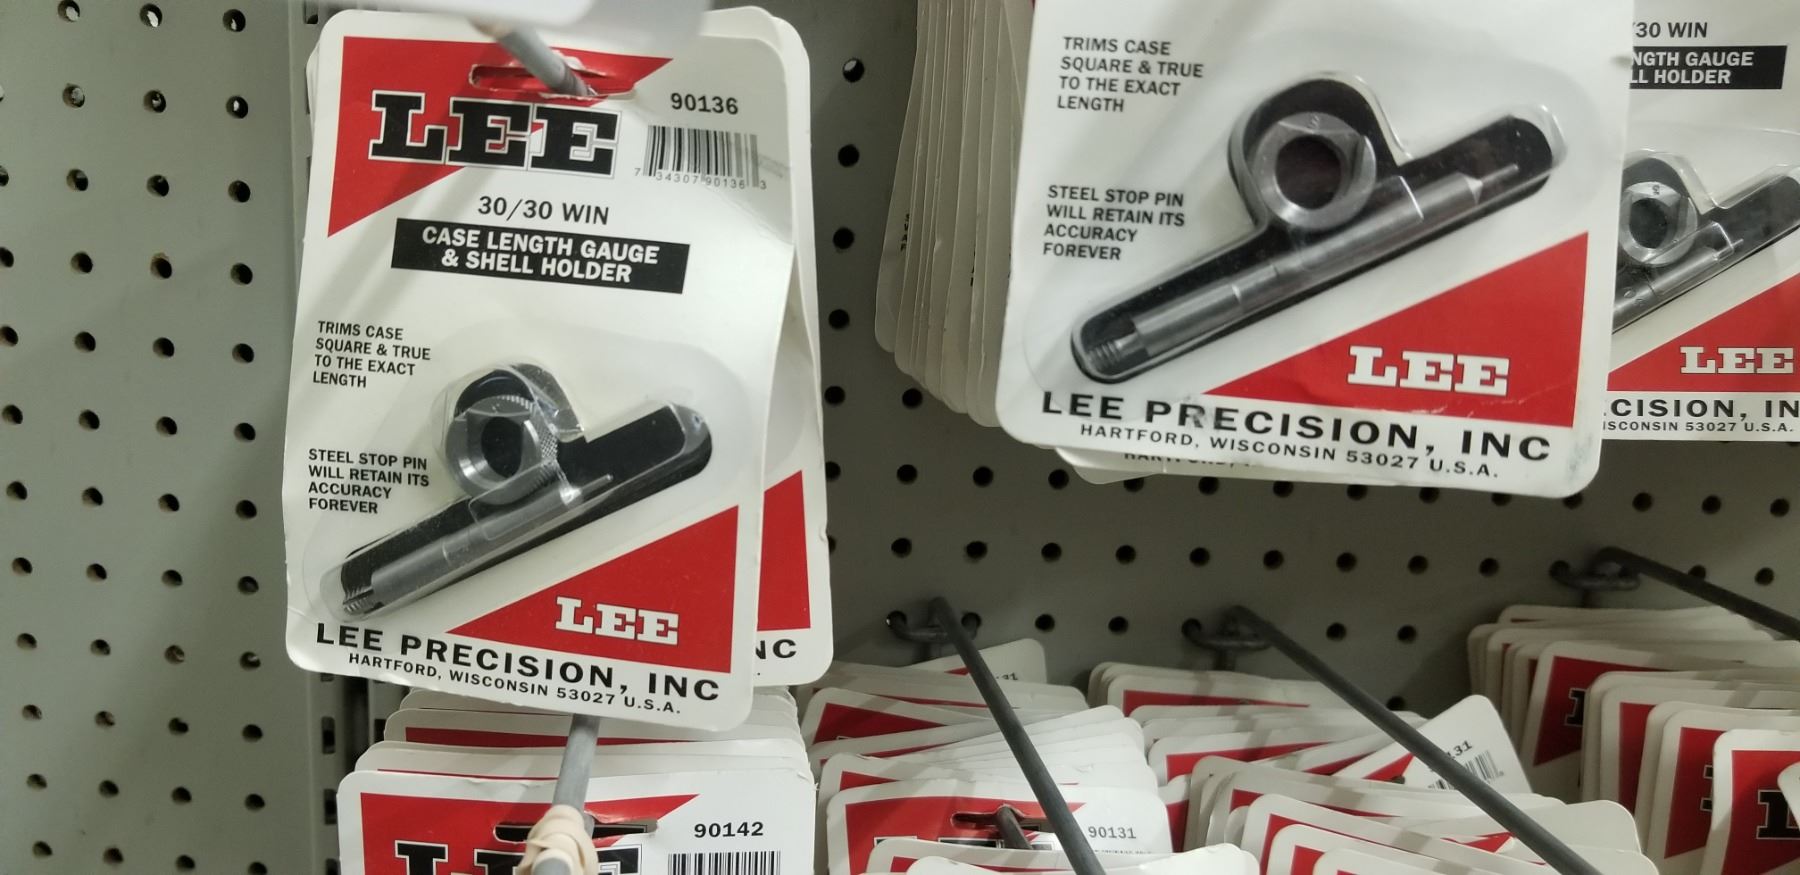 LEE
90136
7 34307 90136 3
30/30 WIN
CASE LENGTH GAUGE
& SHELL HOLDER
TRIMS CASE
SQUARE & TRUE
TO THE EXACT
LENGTH
STEEL STOP PIN
WILL RETAIN ITS
ACCURACY
FOREVER
LEE
LEE PRECISION, INC
HARTFORD, WISCONSIN 53027 U.S.A.
NC
TRIMS CASE
SQUARE & TRUE
TO THE EXACT
LENGTH
STEEL STOP PIN
WILL RETAIN ITS
ACCURACY
FOREVER
LEE
LEE PRECISION, INC
HARTFORD, WISCONSIN 53027 U.S.A.
/30 WIN
NGTH GAUGE
LL HOLDER
LEE
CISION, IN
ISCONSIN 53027 U.S.A.
LEE
90142
90131
31